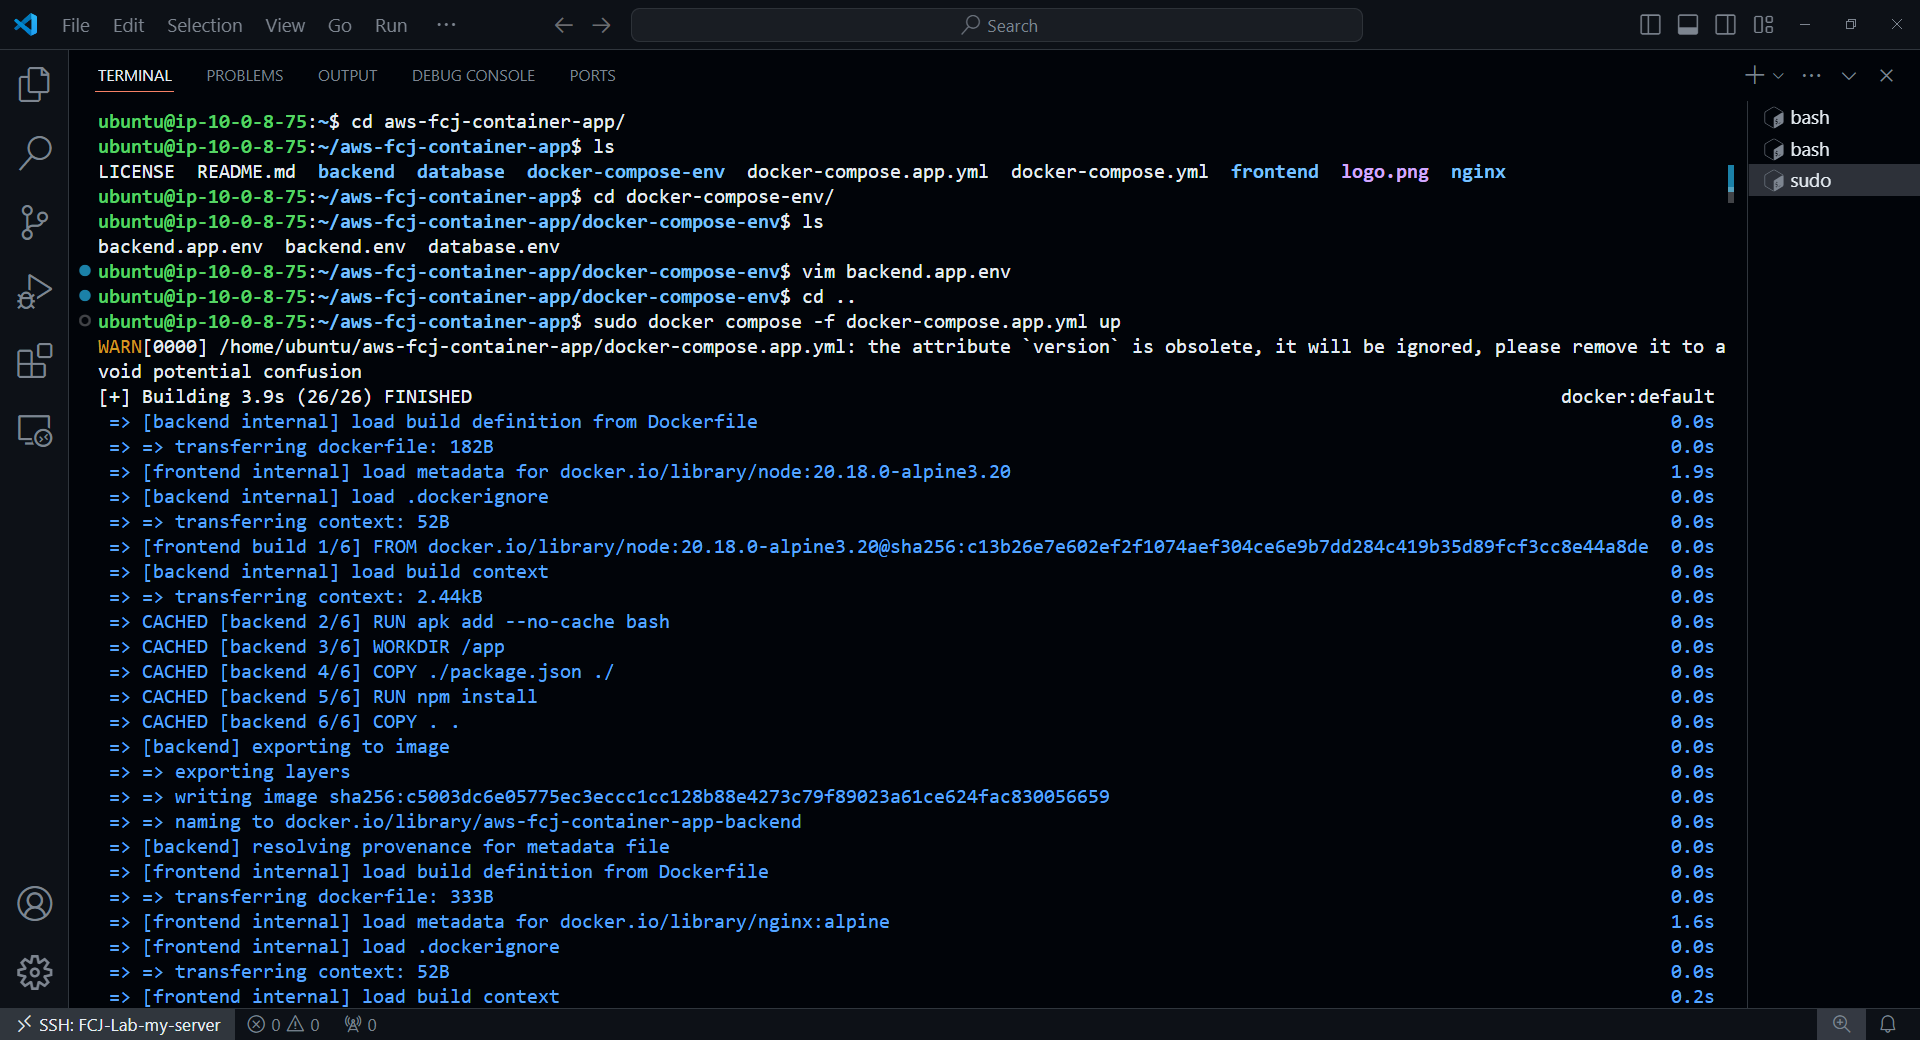 File Edit Selection View Go Run ···
Search
TERMINAL PROBLEMS OUTPUT DEBUG CONSOLE PORTS
bash
bash
sudo
ubuntu@ip-10-0-8-75:~$ cd aws-fcj-container-app/
ubuntu@ip-10-0-8-75:~/aws-fcj-container-app$ ls
LICENSE README.md backend database docker-compose-env docker-compose.app.yml docker-compose.yml frontend logo.png nginx
ubuntu@ip-10-0-8-75:~/aws-fcj-container-app$ cd docker-compose-env/
ubuntu@ip-10-0-8-75:~/aws-fcj-container-app/docker-compose-env$ ls
backend.app.env backend.env database.env
ubuntu@ip-10-0-8-75:~/aws-fcj-container-app/docker-compose-env$ vim backend.app.env
ubuntu@ip-10-0-8-75:~/aws-fcj-container-app/docker-compose-env$ cd ..
ubuntu@ip-10-0-8-75:~/aws-fcj-container-app$ sudo docker compose -f docker-compose.app.yml up
WARN[0000] /home/ubuntu/aws-fcj-container-app/docker-compose.app.yml: the attribute `version` is obsolete, it will be ignored, please remove it to a
void potential confusion
[+] Building 3.9s (26/26) FINISHED docker:default
=> [backend internal] load build definition from Dockerfile 0.0s
=> => transferring dockerfile: 182B 0.0s
=> [frontend internal] load metadata for docker.io/library/node:20.18.0-alpine3.20 1.9s
=> [backend internal] load .dockerignore 0.0s
=> => transferring context: 52B 0.0s
=> [frontend build 1/6] FROM docker.io/library/node:20.18.0-alpine3.20@sha256:c13b26e7e602ef2f1074aef304ce6e9b7dd284c419b35d89fcf3cc8e44a8de 0.0s
=> [backend internal] load build context 0.0s
=> => transferring context: 2.44kB 0.0s
=> CACHED [backend 2/6] RUN apk add --no-cache bash 0.0s
=> CACHED [backend 3/6] WORKDIR /app 0.0s
=> CACHED [backend 4/6] COPY ./package.json ./ 0.0s
=> CACHED [backend 5/6] RUN npm install 0.0s
=> CACHED [backend 6/6] COPY . . 0.0s
=> [backend] exporting to image 0.0s
=> => exporting layers 0.0s
=> => writing image sha256:c5003dc6e05775ec3eccc1cc128b88e4273c79f89023a61ce624fac830056659 0.0s
=> => naming to docker.io/library/aws-fcj-container-app-backend 0.0s
=> [backend] resolving provenance for metadata file 0.0s
=> [frontend internal] load build definition from Dockerfile 0.0s
=> => transferring dockerfile: 333B 0.0s
=> [frontend internal] load metadata for docker.io/library/nginx:alpine 1.6s
=> [frontend internal] load .dockerignore 0.0s
=> => transferring context: 52B 0.0s
=> [frontend internal] load build context 0.2s
SSH: FCJ-Lab-my-server 0 0 0